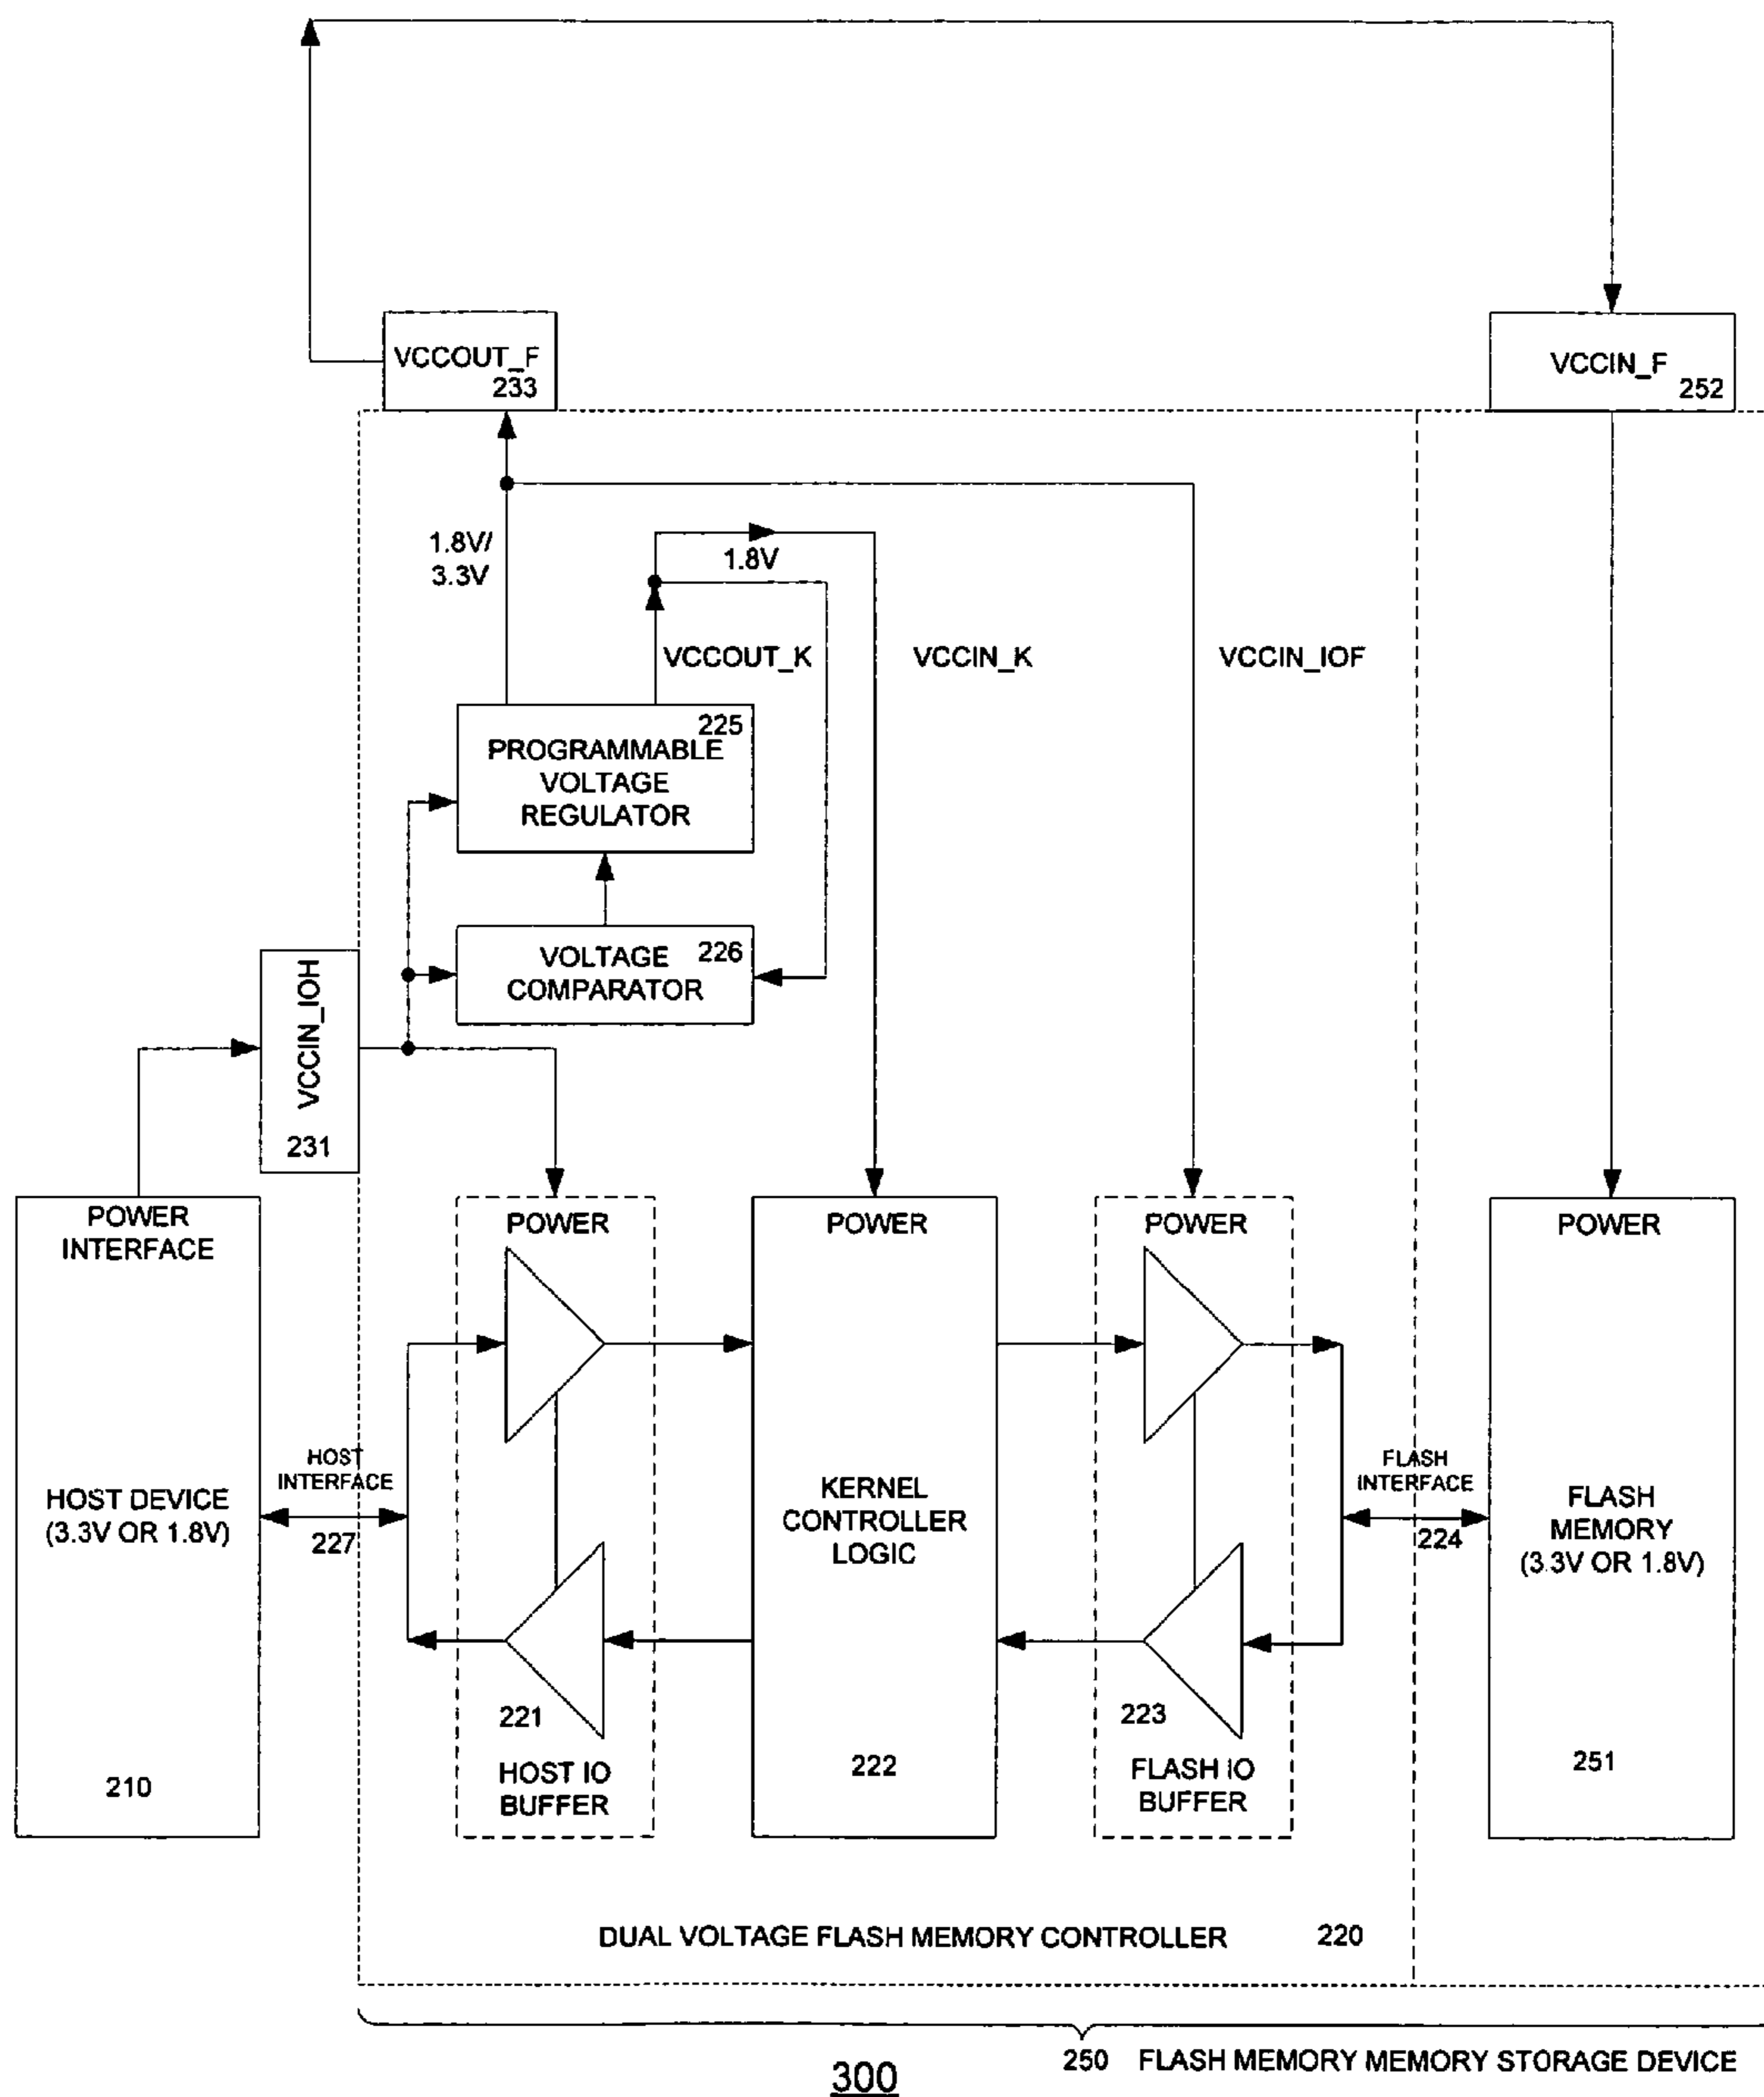 VCCOUT_F
233
VCCIN_F
252
1.8V/
3.3V
1.8V
VCCOUT_K
VCCIN_K
VCCIN_IOF
225
PROGRAMMABLE
VOLTAGE
REGULATOR
226
VOLTAGE
COMPARATOR
VCCIN_IOH
231
POWER
INTERFACE
POWER
POWER
POWER
POWER
HOST
INTERFACE
227
HOST DEVICE
(3.3V OR 1.8V)
KERNEL
CONTROLLER
LOGIC
FLASH
INTERFACE
224
FLASH
MEMORY
(3.3V OR 1.8V)
210
221
HOST IO
BUFFER
222
223
FLASH IO
BUFFER
251
DUAL VOLTAGE FLASH MEMORY CONTROLLER 220
250 FLASH MEMORY MEMORY STORAGE DEVICE
300